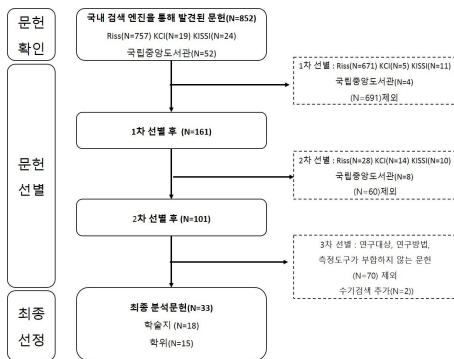 문헌
확인
국내 검색 엔진을 통해 발견된 문헌(N=852)
Riss(N=757) KCI(N=19) KISSI(N=24)
국립중앙도서관(N=52)
1차 선별 : Riss(N=671) KCI(N=5) KISSI(N=11)
국립중앙도서관(N=4)
(N=691)제외
문헌
선별
1차 선별 후 (N=161)
2차 선별 : Riss(N=28) KCI(N=14) KISSI(N=10)
국립중앙도서관(N=8)
(N=60)제외
2차 선별 후 (N=101)
3차 선별 : 연구대상, 연구방법,
측정도구가 부합하지 않는 문헌
(N=70) 제외
수기검색 추가(N=2))
최종
선정
최종 분석문헌(N=33)
학술지 (N=18)
학위(N=15)